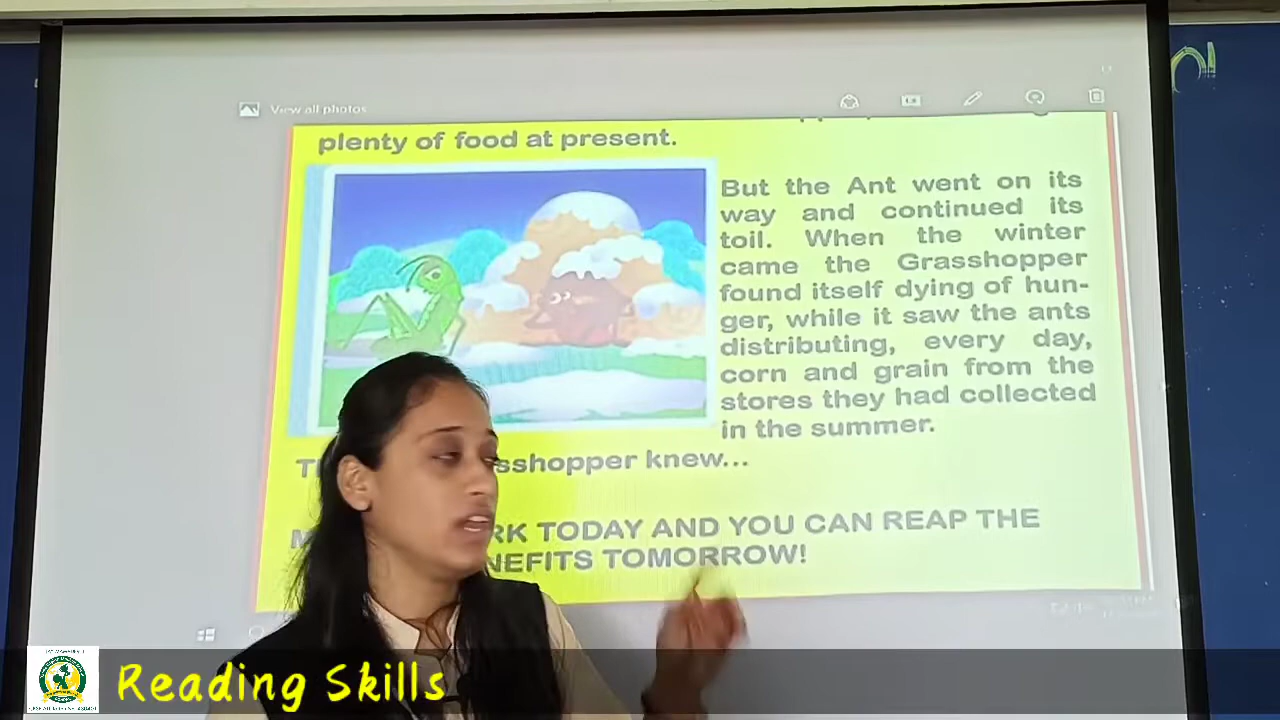 View all photos
plenty of food at present.
But the Ant went on its
way and continued its
toil. When the winter
came the Grasshopper
found itself dying of hun-
ger, while it saw the ants
distributing, every day,
corn and grain from the
stores they had collected
in the summer.
sshopper knew...
RK TODAY AND YOU CAN REAP THE
NEFITS TOMORROW!
Reading Skills